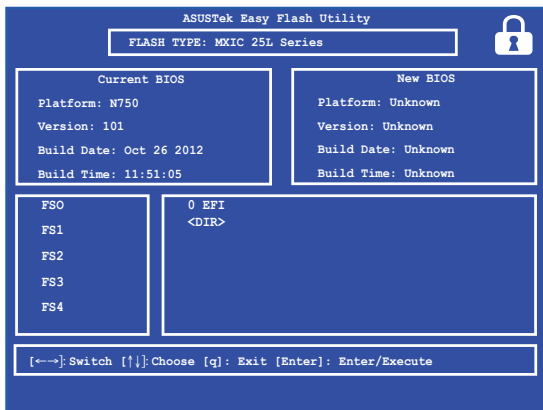 ASUSTek Easy Flash Utility
FLASH TYPE: MXIC 25L Series
Current BIOS
Platform: N750
Version: 101
Build Date: Oct 26 2012
Build Time: 11:51:05
New BIOS
Platform: Unknown
Version: Unknown
Build Date: Unknown
Build Time: Unknown
FSO
FS1
FS2
FS3
FS4
0 EFI
<DIR>
[←→]: Switch [↑↓]: Choose [q]: Exit [Enter]: Enter/Execute